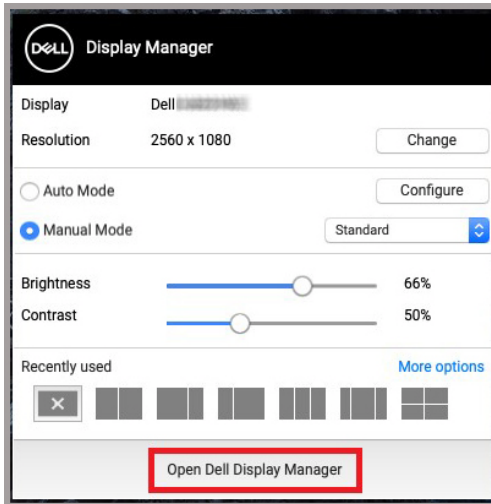 DELL Display Manager
Display Dell
Resolution 2560 x 1080 Change
Auto Mode Configure
Manual Mode Standard
Brightness 66%
Contrast 50%
Recently used More options
Open Dell Display Manager